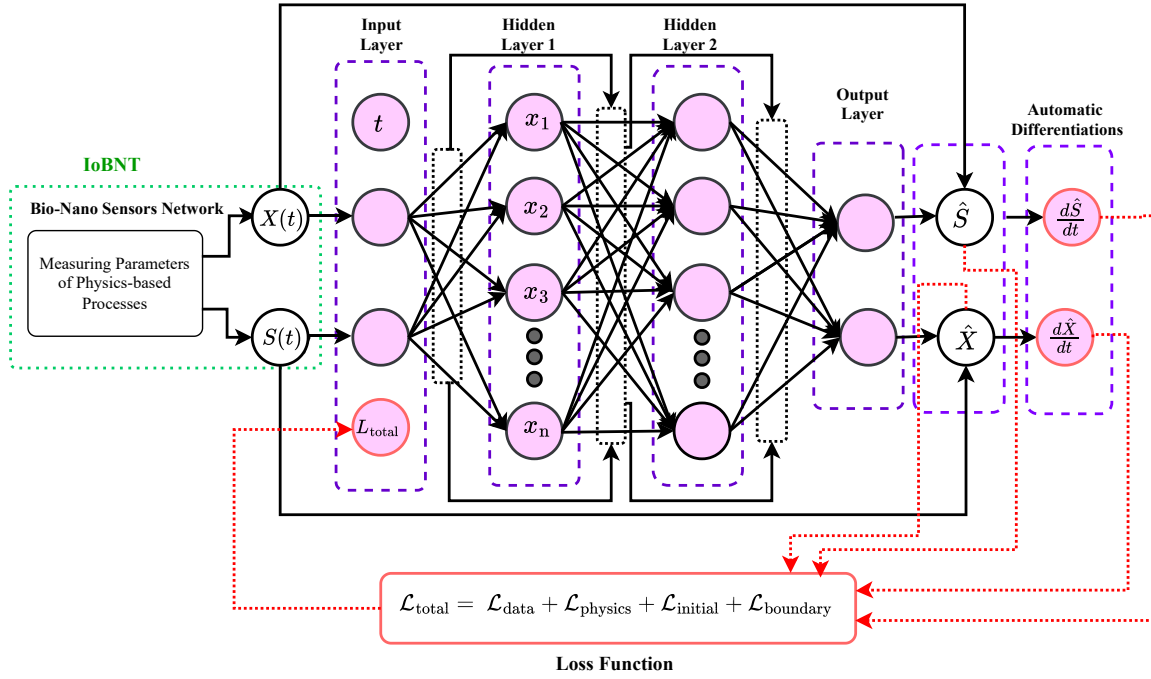 Input
Layer
Hidden
Layer 1
Hidden
Layer 2
Output
Layer
Automatic
Differentiations
IoBNT
Bio-Nano Sensors Network
Measuring Parameters
of Physics-based
Processes
X(t)
S(t)
t
L_total
x_1
x_2
x_3
x_n
Ŝ
X̂
dŜ/dt
dX̂/dt
ℒ_total = ℒ_data + ℒ_physics + ℒ_initial + ℒ_boundary
Loss Function